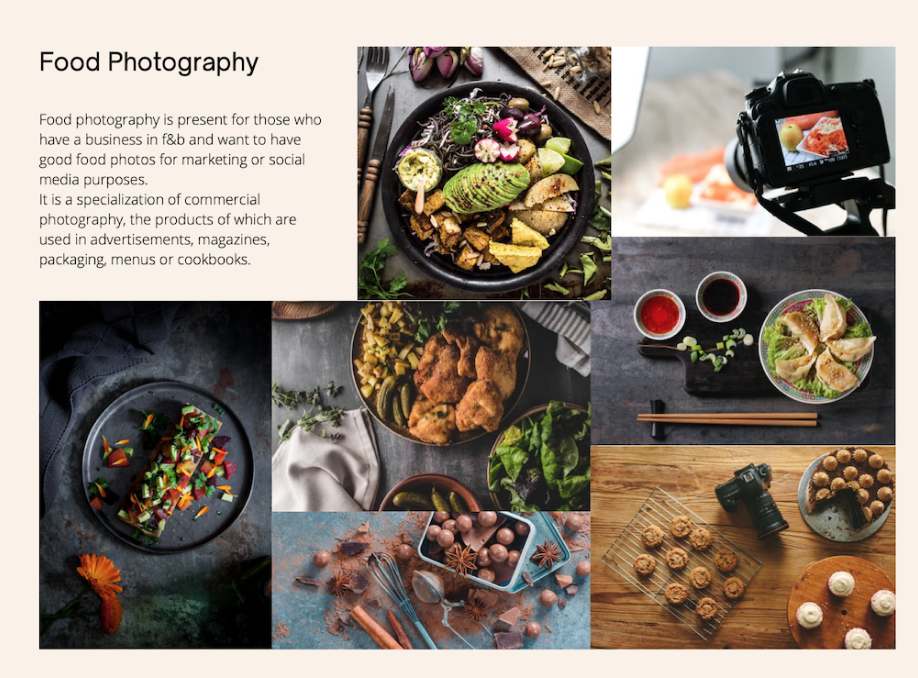 Food Photography
Food photography is present for those who
have a business in f&b and want to have
good food photos for marketing or social
media purposes.
It is a specialization of commercial
photography, the products of which are
used in advertisements, magazines,
packaging, menus or cookbooks.